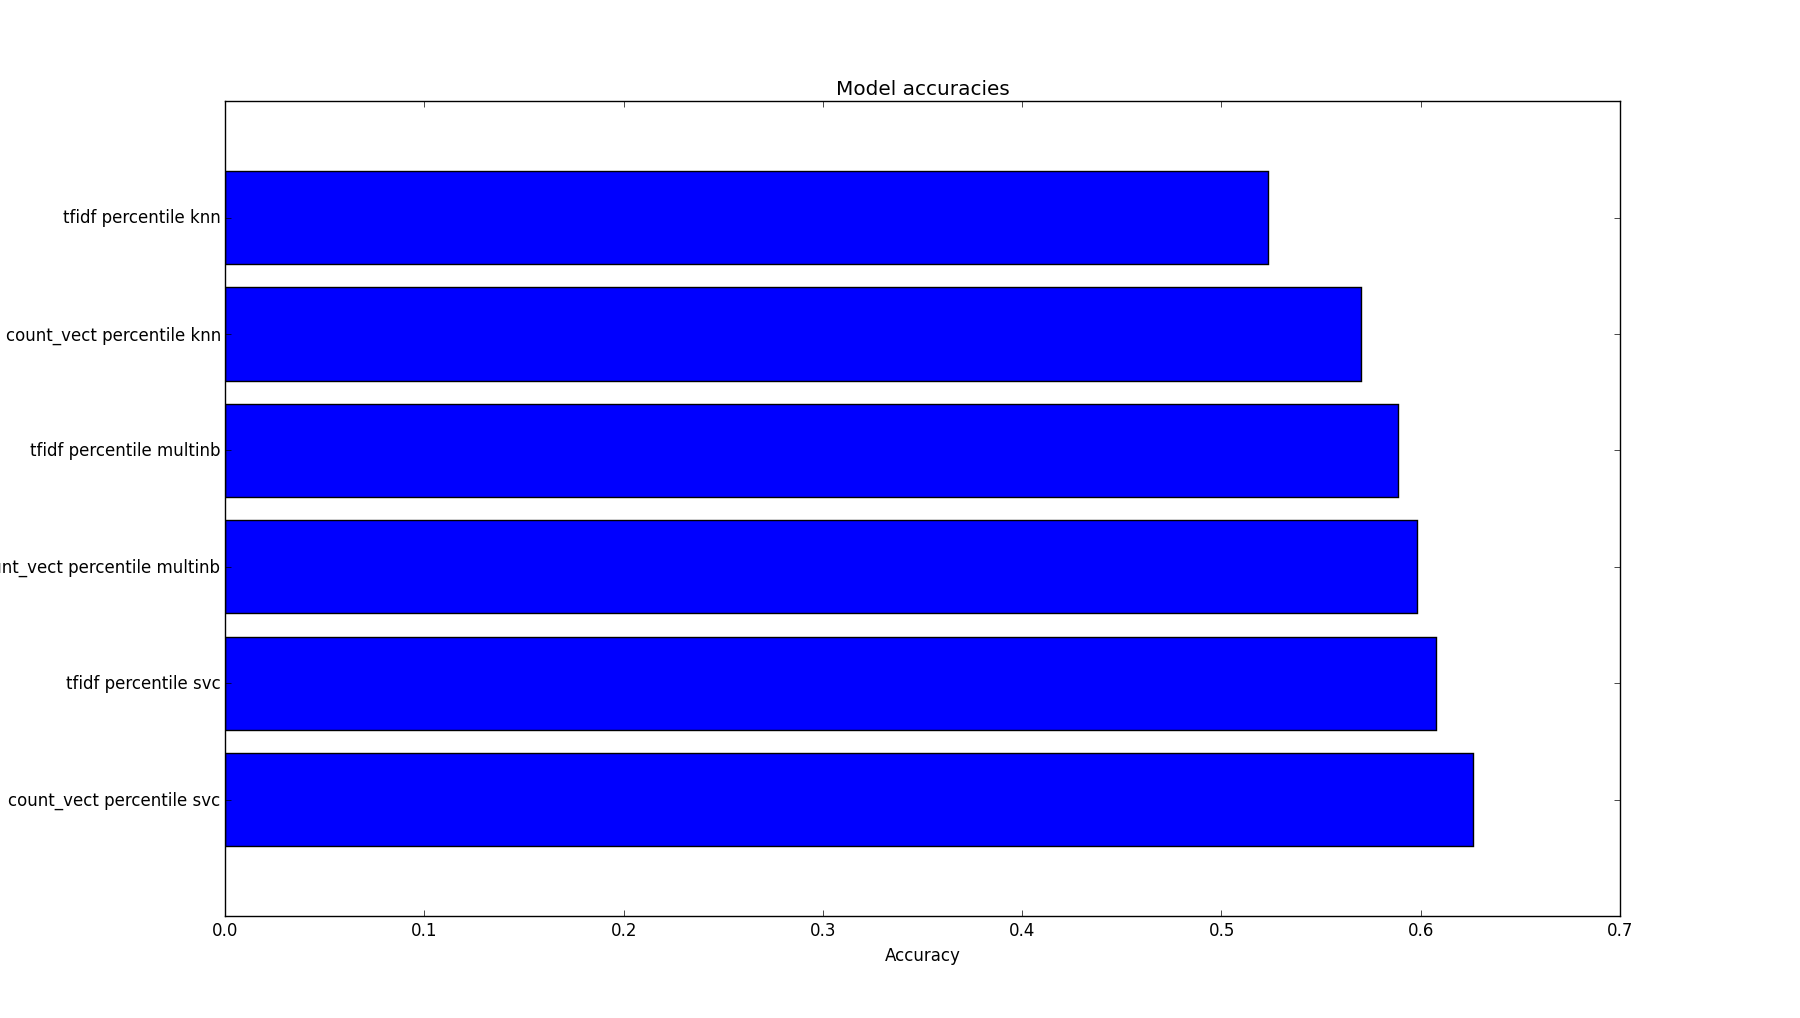 Model accuracies
tfidf percentile knn
count_vect percentile knn
tfidf percentile multinb
nt_vect percentile multinb
tfidf percentile svc
count_vect percentile svc
0.0 0.1 0.2 0.3 0.4 0.5 0.6 0.7
Accuracy